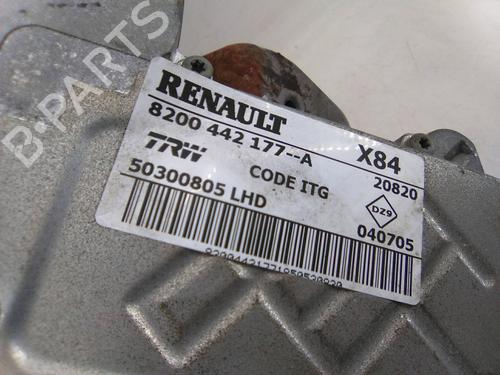 B-PARTS
RENAULT
8200 442 177--A
X84
TRW
CODE ITG
20820
50300805 LHD
DZ9
040705